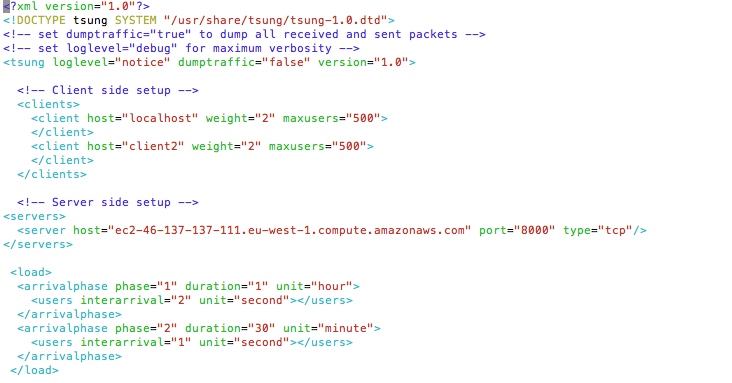 <?xml version="1.0"?>
<!DOCTYPE tsung SYSTEM "/usr/share/tsung/tsung-1.0.dtd">
<!-- set dumptraffic="true" to dump all received and sent packets -->
<!-- set loglevel="debug" for maximum verbosity -->
<tsung loglevel="notice" dumptraffic="false" version="1.0">

  <!-- Client side setup -->
  <clients>
    <client host="localhost" weight="2" maxusers="500">
    </client>
    <client host="client2" weight="2" maxusers="500">
    </client>
  </clients>

  <!-- Server side setup -->
<servers>
  <server host="ec2-46-137-137-111.eu-west-1.compute.amazonaws.com" port="8000" type="tcp"/>
</servers>

 <load>
  <arrivalphase phase="1" duration="1" unit="hour">
    <users interarrival="2" unit="second"></users>
  </arrivalphase>
  <arrivalphase phase="2" duration="30" unit="minute">
    <users interarrival="1" unit="second"></users>
  </arrivalphase>
 </load>